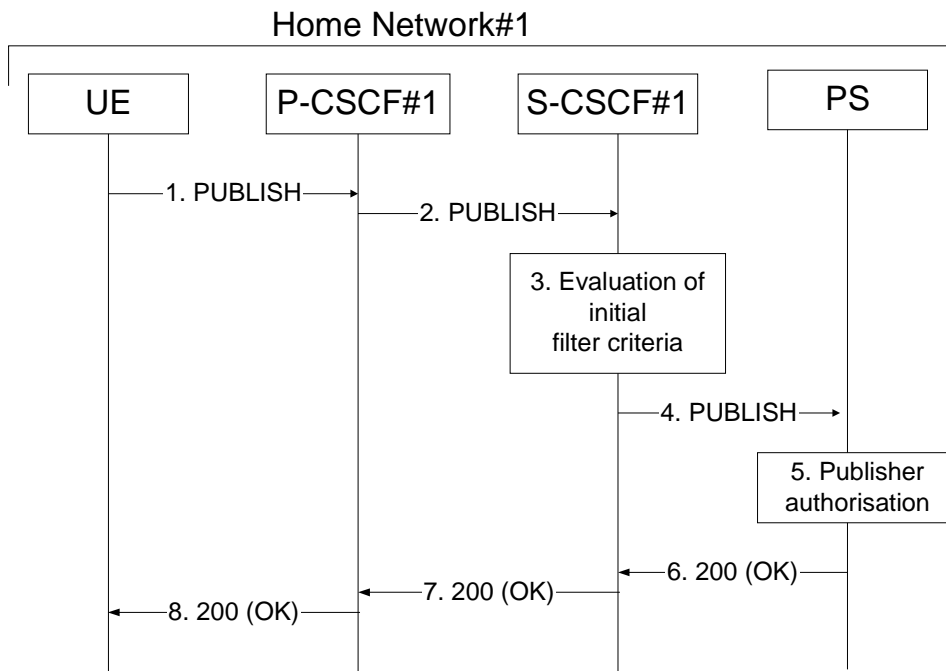 Home Network#1
UE
P-CSCF#1
S-CSCF#1
PS
1. PUBLISH
2. PUBLISH
3. Evaluation of
initial
filter criteria
4. PUBLISH
5. Publisher
authorisation
6. 200 (OK)
7. 200 (OK)
8. 200 (OK)